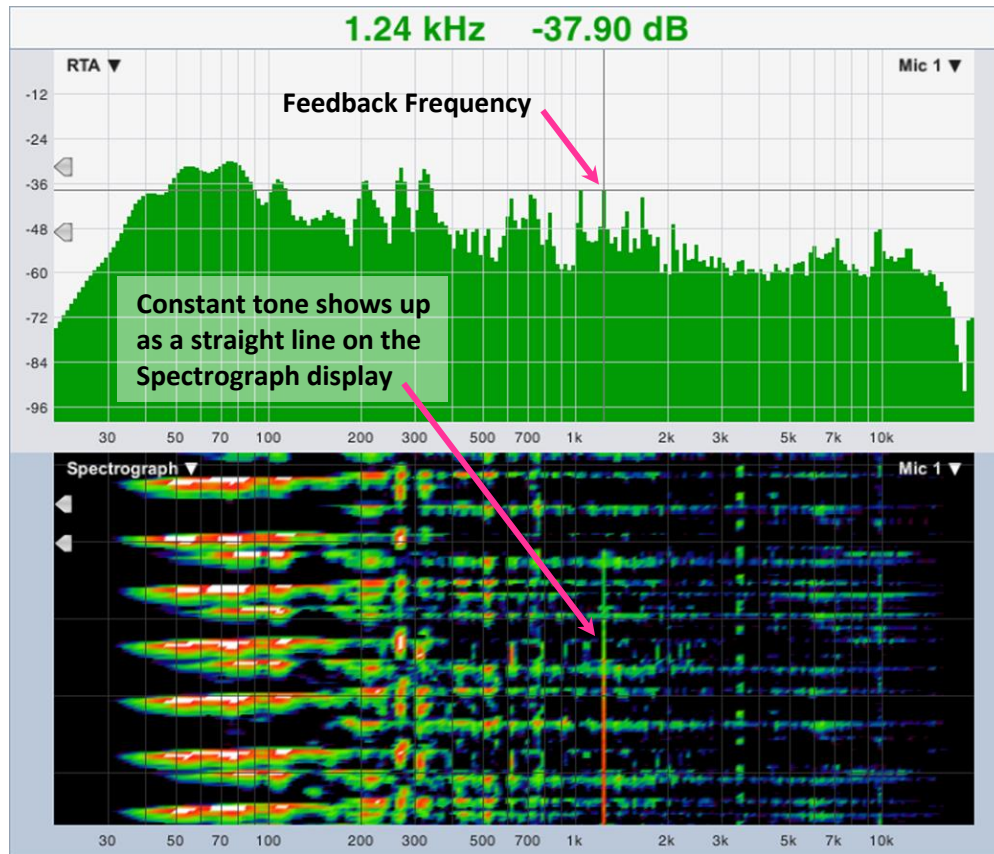 1.24 kHz -37.90 dB
RTA ▼ Mic 1 ▼
Feedback Frequency
-12
-24
-36
-48
-60
-72
-84
-96
Constant tone shows up
as a straight line on the
Spectrograph display
30 50 70 100 200 300 500 700 1k 2k 3k 5k 7k 10k
Spectrograph ▼ Mic 1 ▼
30 50 70 100 200 300 500 700 1k 2k 3k 5k 7k 10k